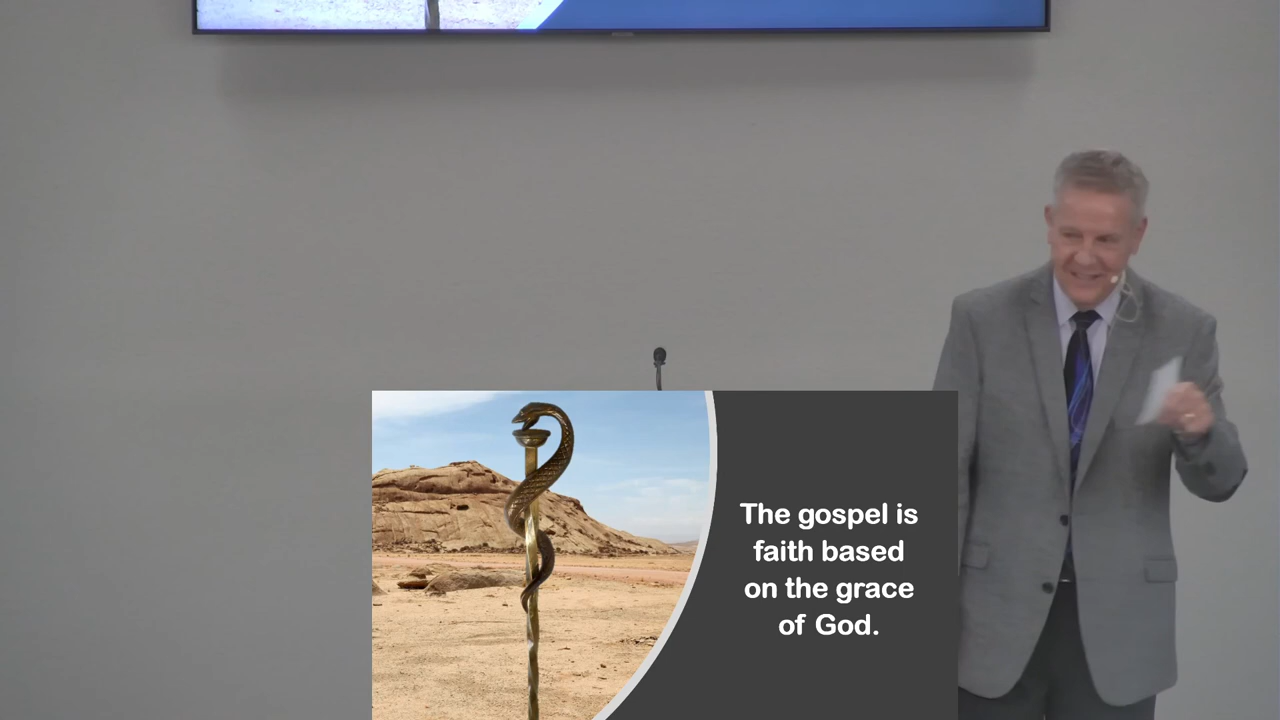 The gospel is
faith based
on the grace
of God.